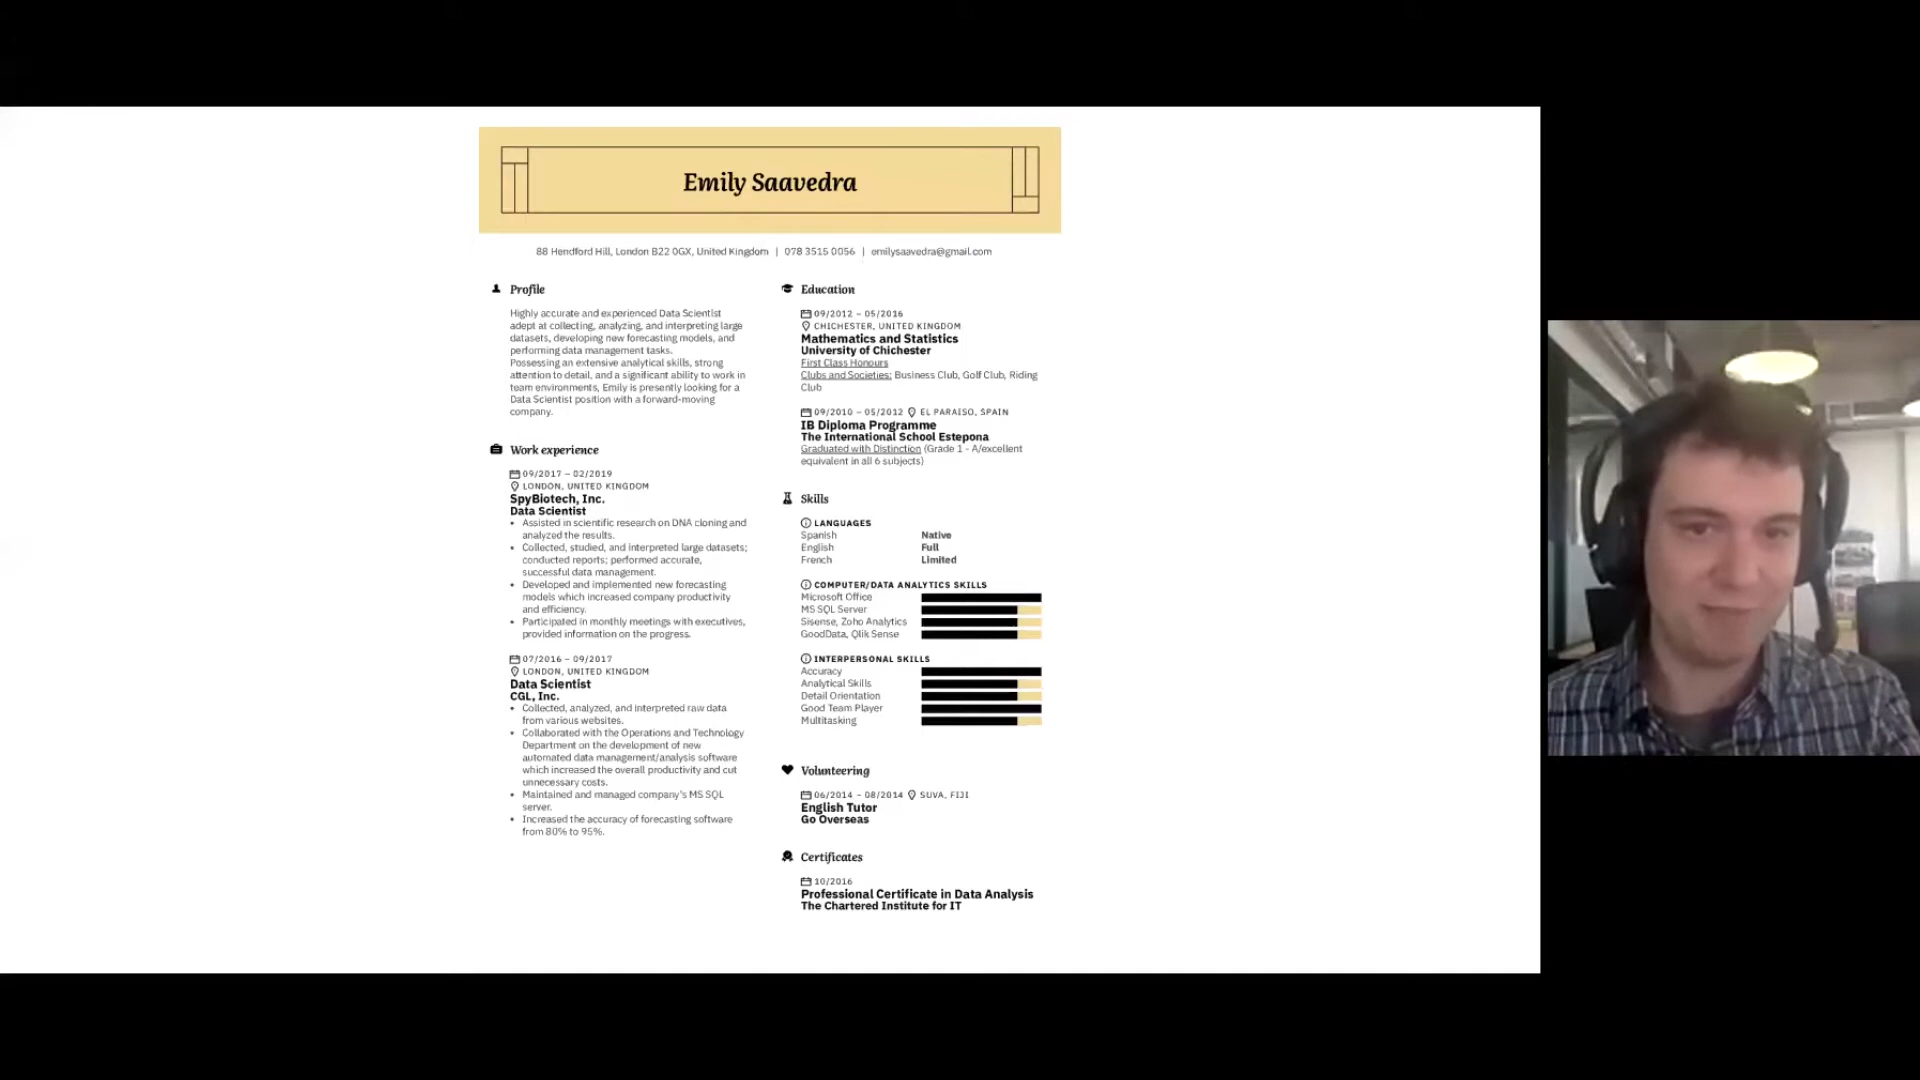 Emily Saavedra
88 Hendford Hill, London B22 0GX, United Kingdom | 078 3515 0056 | emilysaavedra@gmail.com
Profile
Highly accurate and experienced Data Scientist
adept at collecting, analyzing, and interpreting large
datasets, developing new forecasting models, and
performing data management tasks.
Possessing an extensive analytical skills, strong
attention to detail, and a significant ability to work in
team environments, Emily is presently looking for a
Data Scientist position with a forward-moving
company.
Work experience
09/2017 – 02/2019
LONDON, UNITED KINGDOM
SpyBiotech, Inc.
Data Scientist
• Assisted in scientific research on DNA cloning and
analyzed the results.
• Collected, studied, and interpreted large datasets;
conducted reports; performed accurate,
successful data management.
• Developed and implemented new forecasting
models which increased company productivity
and efficiency.
• Participated in monthly meetings with executives,
provided information on the progress.
07/2016 – 09/2017
LONDON, UNITED KINGDOM
Data Scientist
CGL, Inc.
• Collected, analyzed, and interpreted raw data
from various websites.
• Collaborated with the Operations and Technology
Department on the development of new
automated data management/analysis software
which increased the overall productivity and cut
unnecessary costs.
• Maintained and managed company's MS SQL
server.
• Increased the accuracy of forecasting software
from 80% to 95%.
Education
09/2012 – 05/2016
CHICHESTER, UNITED KINGDOM
Mathematics and Statistics
University of Chichester
First Class Honours
Clubs and Societies: Business Club, Golf Club, Riding
Club
09/2010 – 05/2012 EL PARAISO, SPAIN
IB Diploma Programme
The International School Estepona
Graduated with Distinction (Grade 1 - A/excellent
equivalent in all 6 subjects)
Skills
LANGUAGES
Spanish Native
English Full
French Limited
COMPUTER/DATA ANALYTICS SKILLS
Microsoft Office
MS SQL Server
Sisense, Zoho Analytics
GoodData, Qlik Sense
INTERPERSONAL SKILLS
Accuracy
Analytical Skills
Detail Orientation
Good Team Player
Multitasking
Volunteering
06/2014 – 08/2014 SUVA, FIJI
English Tutor
Go Overseas
Certificates
10/2016
Professional Certificate in Data Analysis
The Chartered Institute for IT